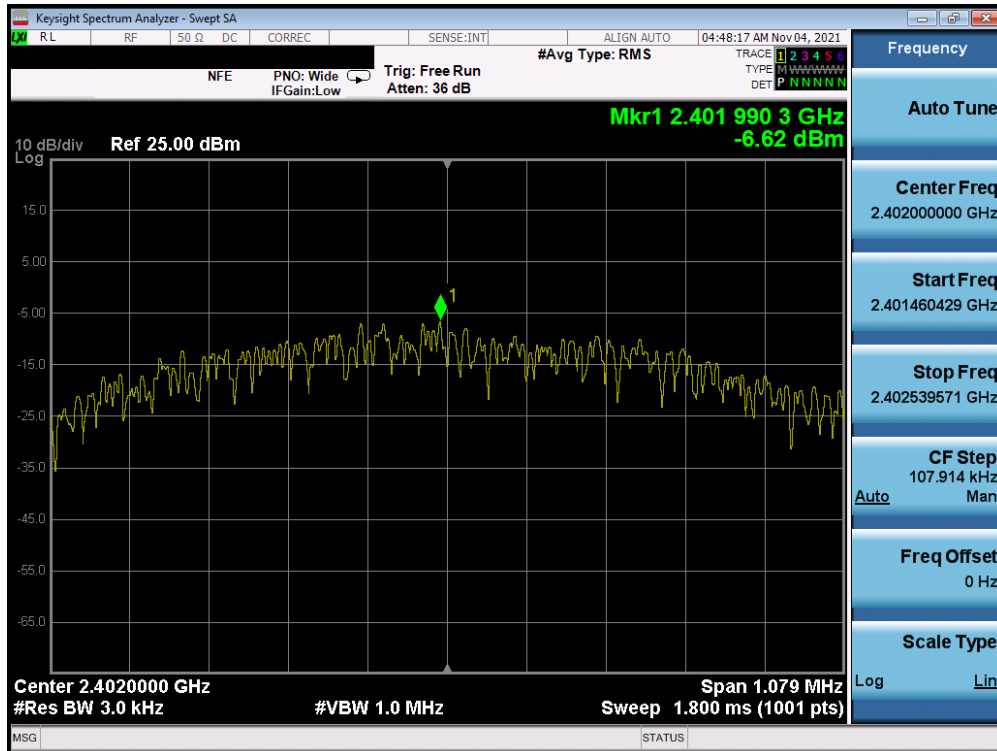 Keysight Spectrum Analyzer - Swept SA
LXI RL RF 50 Ω DC CORREC SENSE:INT ALIGN AUTO 04:48:17 AM Nov 04, 2021
NFE PNO: Wide Trig: Free Run #Avg Type: RMS TRACE 1 2 3 4 5 6
IFGain:Low Atten: 36 dB TYPE M WWWWW
DET P N N N N N
Mkr1 2.401 990 3 GHz
-6.62 dBm
10 dB/div Ref 25.00 dBm
Log
15.0
5.00
1
-5.00
-15.0
-25.0
-35.0
-45.0
-55.0
-65.0
Center 2.4020000 GHz Span 1.079 MHz
#Res BW 3.0 kHz #VBW 1.0 MHz Sweep 1.800 ms (1001 pts)
MSG STATUS
Frequency
Auto Tune
Center Freq
2.402000000 GHz
Start Freq
2.401460429 GHz
Stop Freq
2.402539571 GHz
CF Step
107.914 kHz
Auto Man
Freq Offset
0 Hz
Scale Type
Log Lin